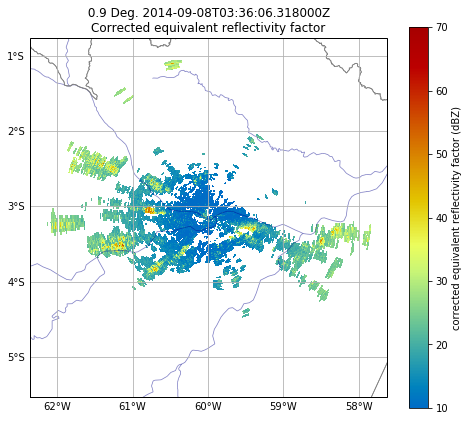 0.9 Deg. 2014-09-08T03:36:06.318000Z
Corrected equivalent reflectivity factor
1°S
2°S
3°S
4°S
5°S
62°W
61°W
60°W
59°W
58°W
70
60
50
40
30
20
10
corrected equivalent reflectivity factor (dBZ)